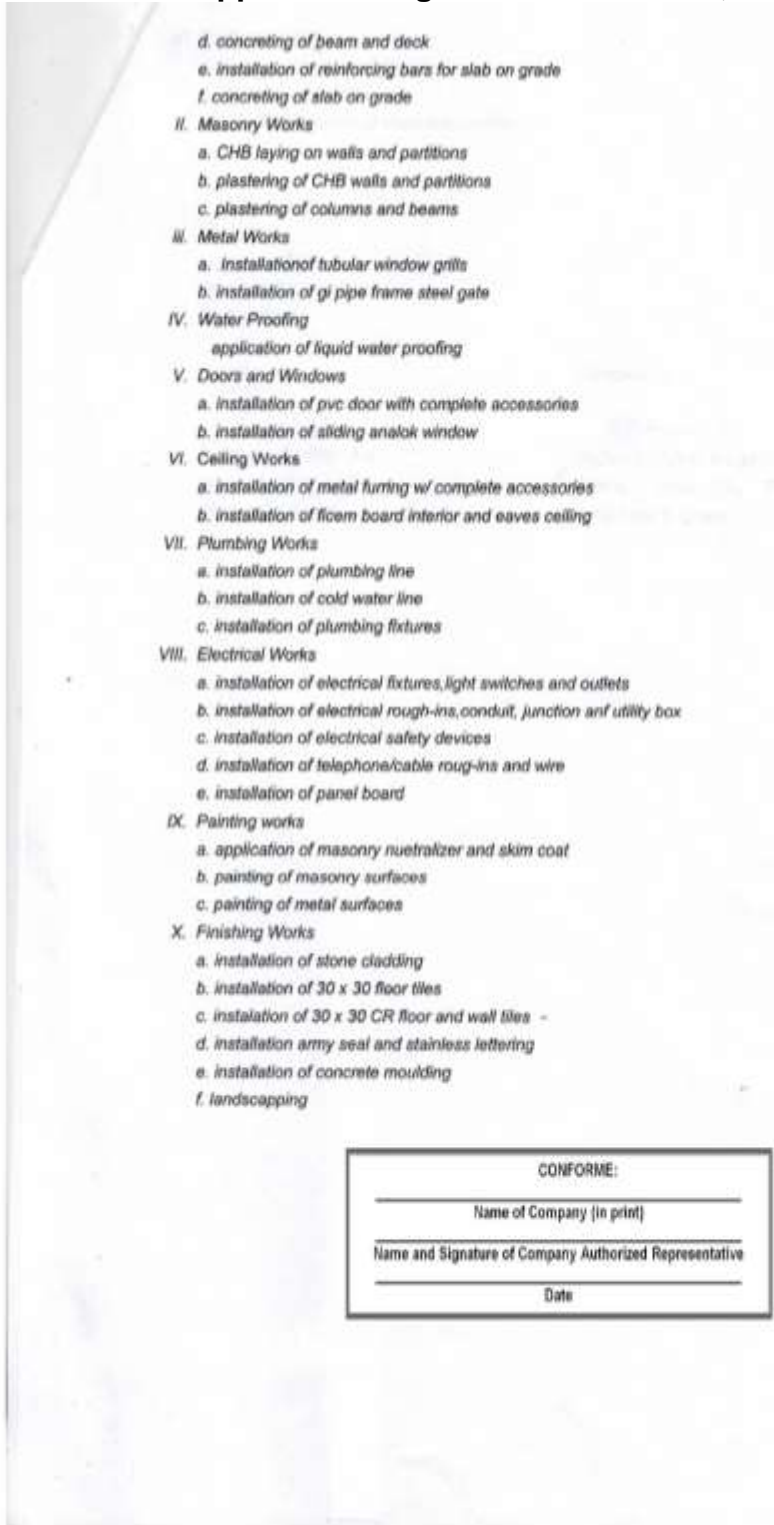 d. concreting of beam and deck
e. installation of reinforcing bars for slab on grade
f. concreting of slab on grade
II. Masonry Works
a. CHB laying on walls and partitions
b. plastering of CHB walls and partitions
c. plastering of columns and beams
iii. Metal Works
a. Installationof tubular window grills
b. installation of gi pipe frame steel gate
IV. Water Proofing
application of liquid water proofing
V. Doors and Windows
a. installation of pvc door with complete accessories
b. installation of sliding analok window
VI. Ceiling Works
a. installation of metal furring w/ complete accessories
b. installation of ficem board interior and eaves ceiling
VII. Plumbing Works
a. installation of plumbing line
b. installation of cold water line
c. installation of plumbing fixtures
VIII. Electrical Works
a. installation of electrical fixtures,light switches and outlets
b. installation of electrical rough-ins,conduit, junction anf utility box
c. installation of electrical safety devices
d. installation of telephone/cable roug-ins and wire
e. installation of panel board
IX. Painting works
a. application of masonry nuetralizer and skim coat
b. painting of masonry surfaces
c. painting of metal surfaces
X. Finishing Works
a. installation of stone cladding
b. installation of 30 x 30 floor tiles
c. instalation of 30 x 30 CR floor and wall tiles -
d. installation army seal and stainless lettering
e. installation of concrete moulding
f. landscapping
CONFORME:
Name of Company (in print)
Name and Signature of Company Authorized Representative
Date